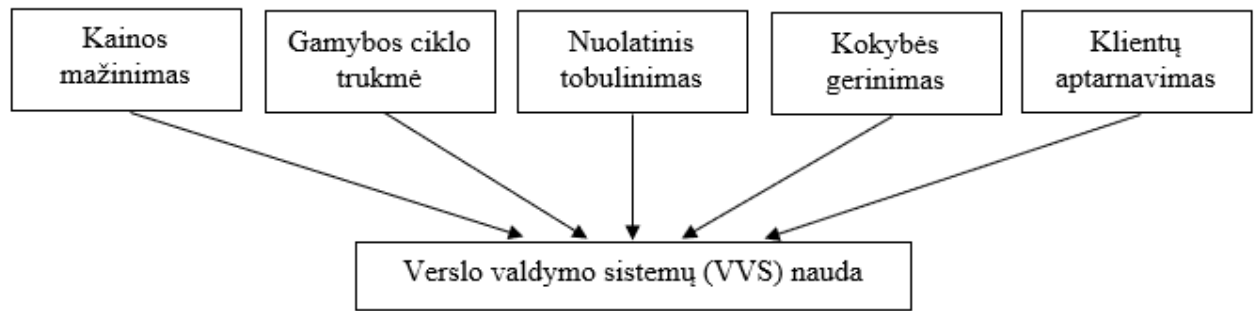 Kainos
mažinimas
Gamybos ciklo
trukmė
Nuolatinis
tobulinimas
Kokybės
gerinimas
Klientų
aptarnavimas
Verslo valdymo sistemų (VVS) nauda